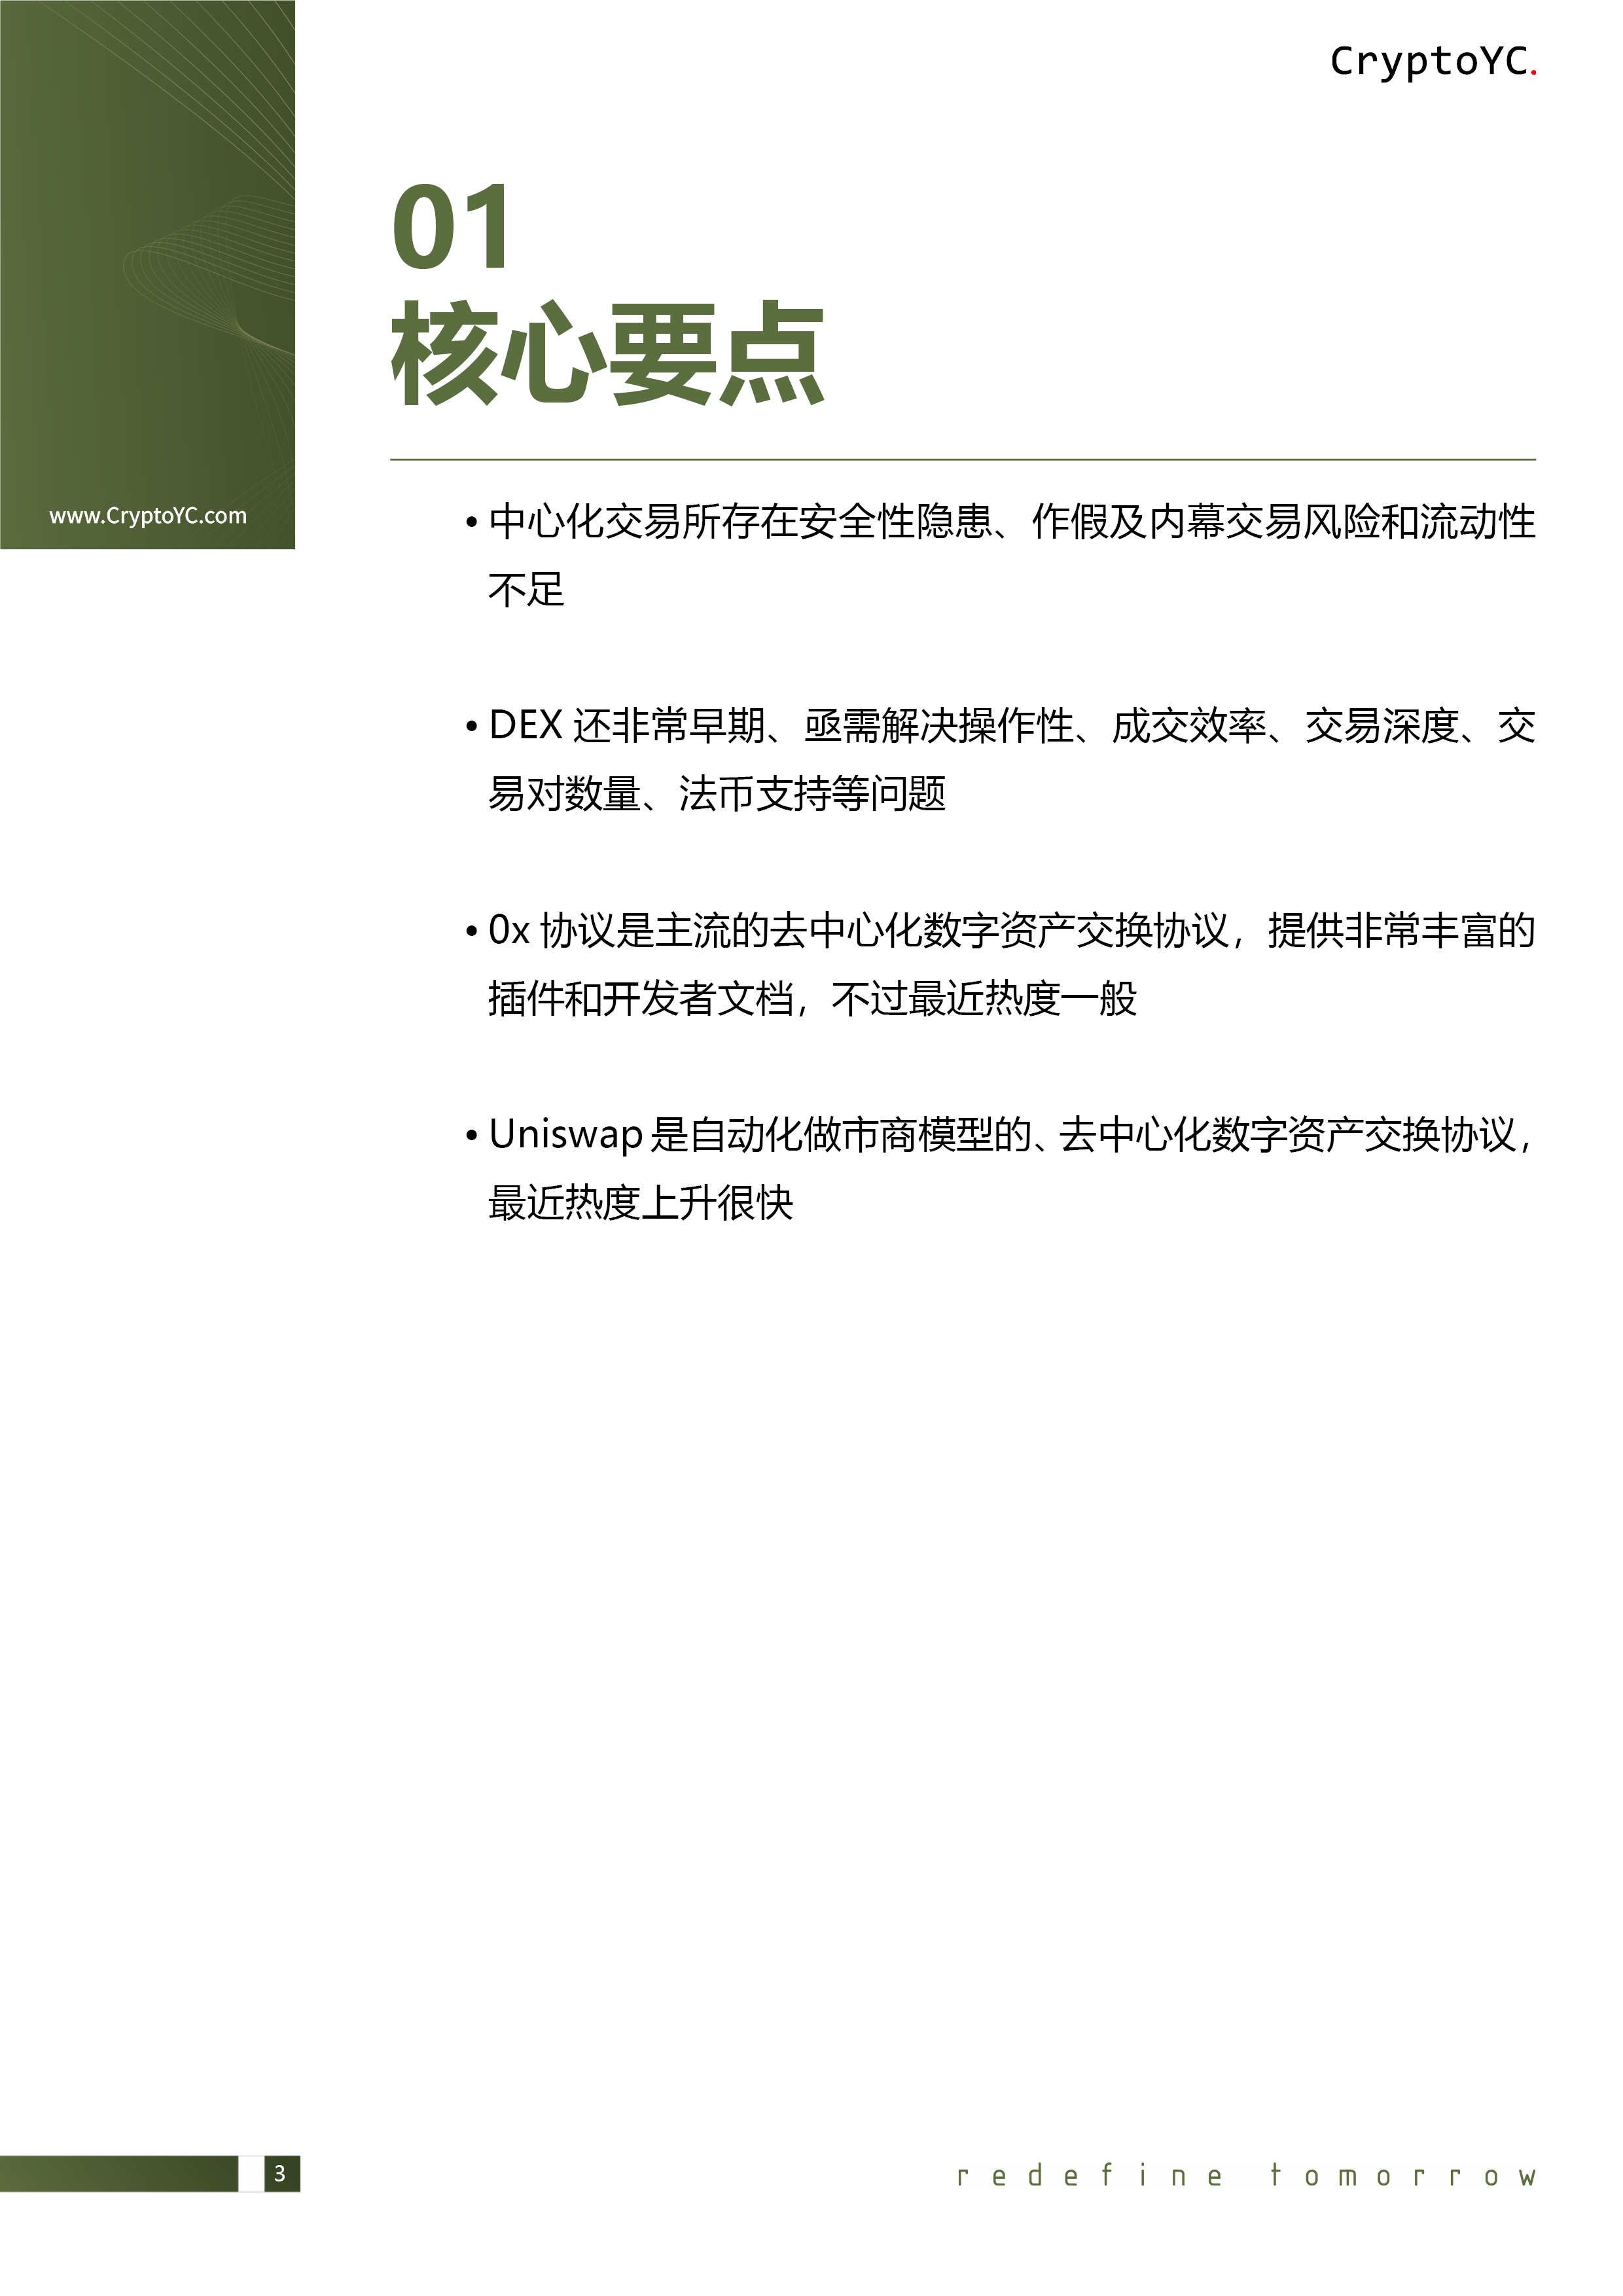 CryptoYC.
01
核心要点
www.CryptoYC.com
• 中心化交易所存在安全性隐患、作假及内幕交易风险和流动性
不足
• DEX 还非常早期、亟需解决操作性、成交效率、交易深度、交
易对数量、法币支持等问题
• 0x 协议是主流的去中心化数字资产交换协议，提供非常丰富的
插件和开发者文档，不过最近热度一般
• Uniswap 是自动化做市商模型的、去中心化数字资产交换协议，
最近热度上升很快
3
redefine tomorrow